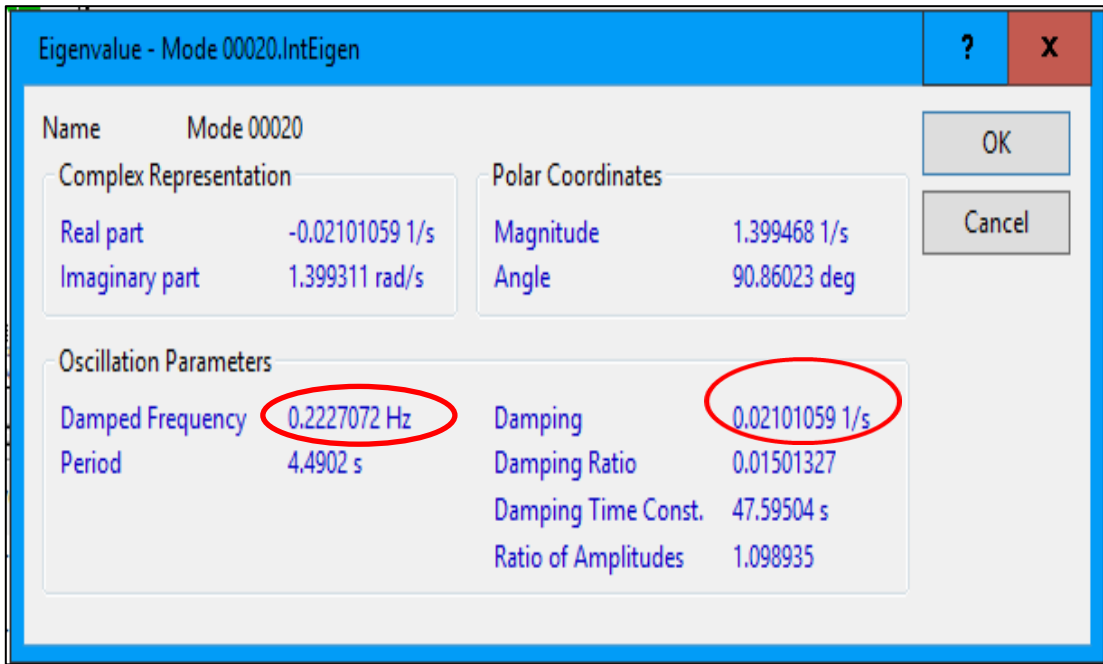 Eigenvalue - Mode 00020.IntEigen ? X
Name Mode 00020
OK
Cancel
Complex Representation
Real part -0.02101059 1/s
Imaginary part 1.399311 rad/s
Polar Coordinates
Magnitude 1.399468 1/s
Angle 90.86023 deg
Oscillation Parameters
Damped Frequency 0.2227072 Hz
Period 4.4902 s
Damping 0.02101059 1/s
Damping Ratio 0.01501327
Damping Time Const. 47.59504 s
Ratio of Amplitudes 1.098935